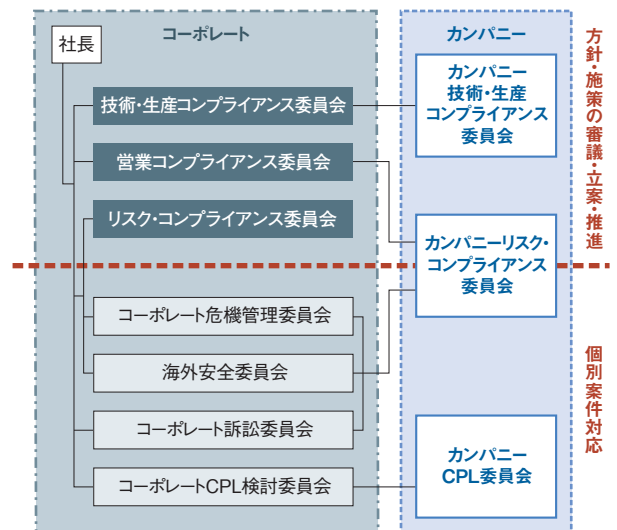 コーポレート
社長
技術・生産コンプライアンス委員会
営業コンプライアンス委員会
リスク・コンプライアンス委員会
コーポレート危機管理委員会
海外安全委員会
コーポレート訴訟委員会
コーポレートCPL検討委員会
カンパニー
カンパニー
技術・生産
コンプライアンス
委員会
カンパニーリスク・
コンプライアンス
委員会
カンパニー
CPL委員会
方針・施策の審議・立案・推進
個別案件対応